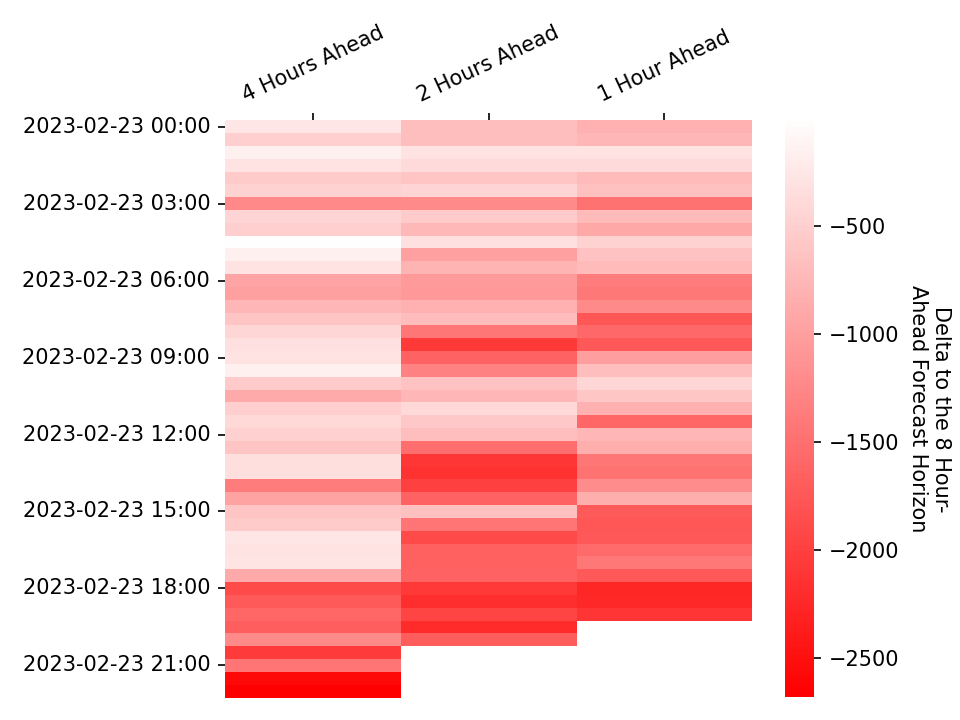 4 Hours Ahead
2 Hours Ahead
1 Hour Ahead
2023-02-23 00:00
2023-02-23 03:00
2023-02-23 06:00
2023-02-23 09:00
2023-02-23 12:00
2023-02-23 15:00
2023-02-23 18:00
2023-02-23 21:00
−500
−1000
−1500
−2000
−2500
Delta to the 8 Hour-
Ahead Forecast Horizon